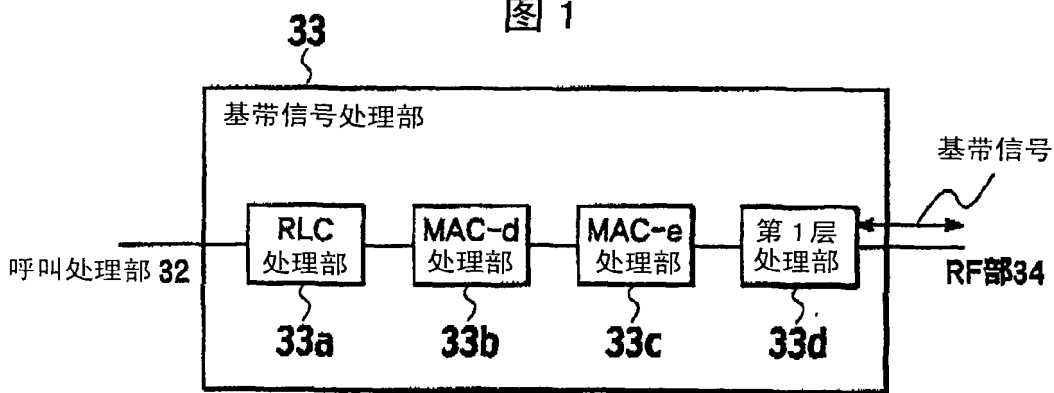 图 1
33
基带信号处理部
基带信号
RLC
处理部
MAC-d
处理部
MAC-e
处理部
第1层
处理部
呼叫处理部 32
RF部34
33a
33b
33c
33d